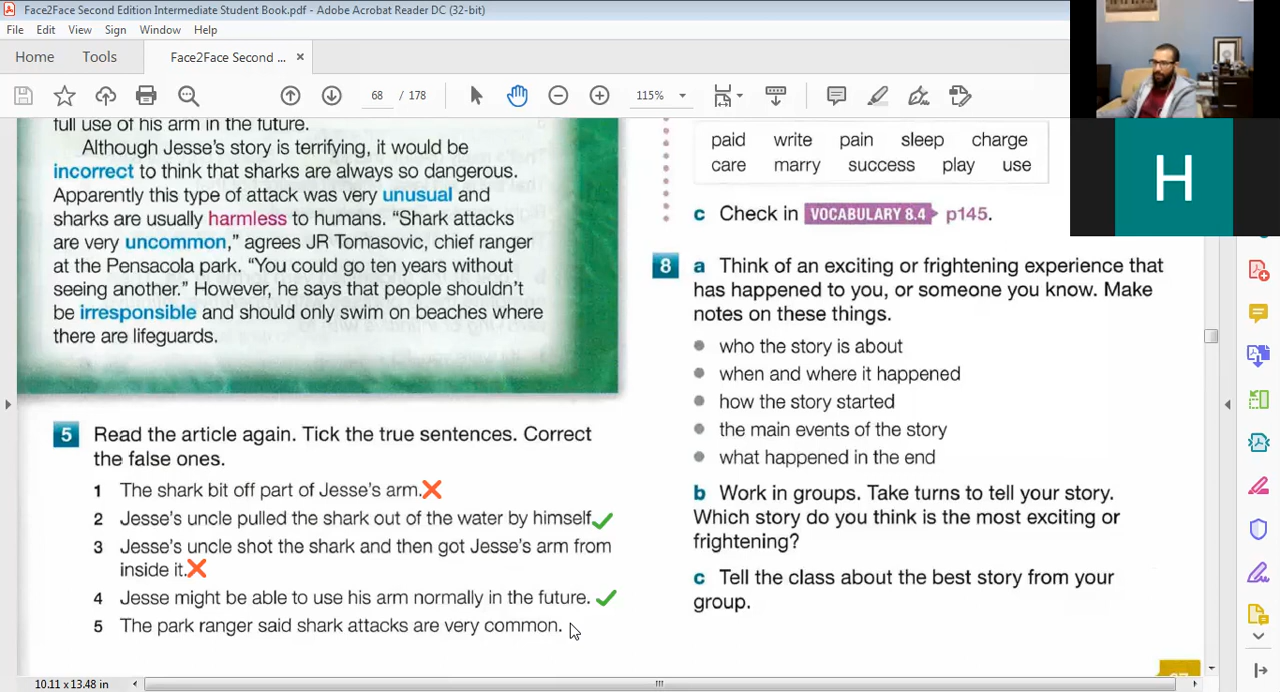 Face2Face Second Edition Intermediate Student Book.pdf - Adobe Acrobat Reader DC (32-bit)
File Edit View Sign Window Help
Home Tools Face2Face Second ... ×
68 / 178 115%
full use of his arm in the future.
Although Jesse's story is terrifying, it would be
incorrect to think that sharks are always so dangerous.
Apparently this type of attack was very unusual and
sharks are usually harmless to humans. “Shark attacks
are very uncommon,” agrees JR Tomasovic, chief ranger
at the Pensacola park. “You could go ten years without
seeing another.” However, he says that people shouldn't
be irresponsible and should only swim on beaches where
there are lifeguards.
5 Read the article again. Tick the true sentences. Correct
the false ones.
1 The shark bit off part of Jesse's arm.
2 Jesse's uncle pulled the shark out of the water by himself
3 Jesse's uncle shot the shark and then got Jesse's arm from
inside it.
4 Jesse might be able to use his arm normally in the future.
5 The park ranger said shark attacks are very common.
paid write pain sleep charge
care marry success play use
c Check in VOCABULARY 8.4 p145.
8 a Think of an exciting or frightening experience that
has happened to you, or someone you know. Make
notes on these things.
● who the story is about
● when and where it happened
● how the story started
● the main events of the story
● what happened in the end
b Work in groups. Take turns to tell your story.
Which story do you think is the most exciting or
frightening?
c Tell the class about the best story from your
group.
H
10.11 x 13.48 in